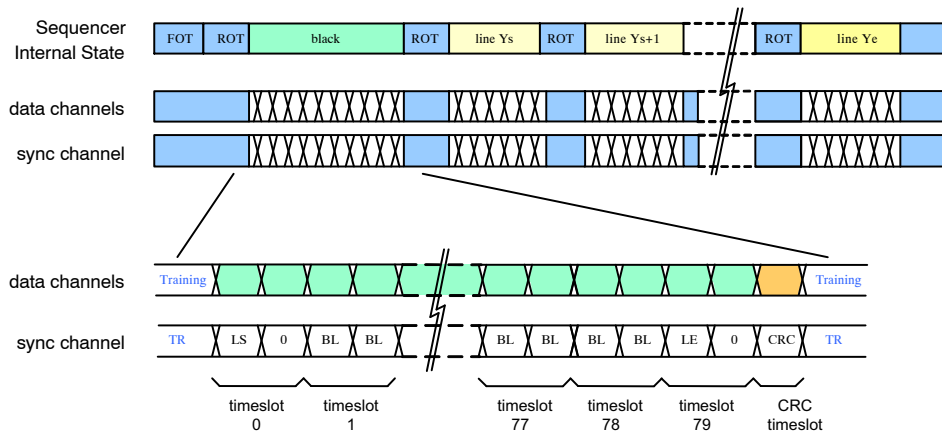 Sequencer
Internal State
FOT ROT black ROT line Ys ROT line Ys+1 ROT line Ye
data channels
sync channel
data channels Training Training
sync channel TR LS 0 BL BL BL BL BL BL LE 0 CRC TR
timeslot timeslot timeslot timeslot timeslot CRC
0 1 77 78 79 timeslot